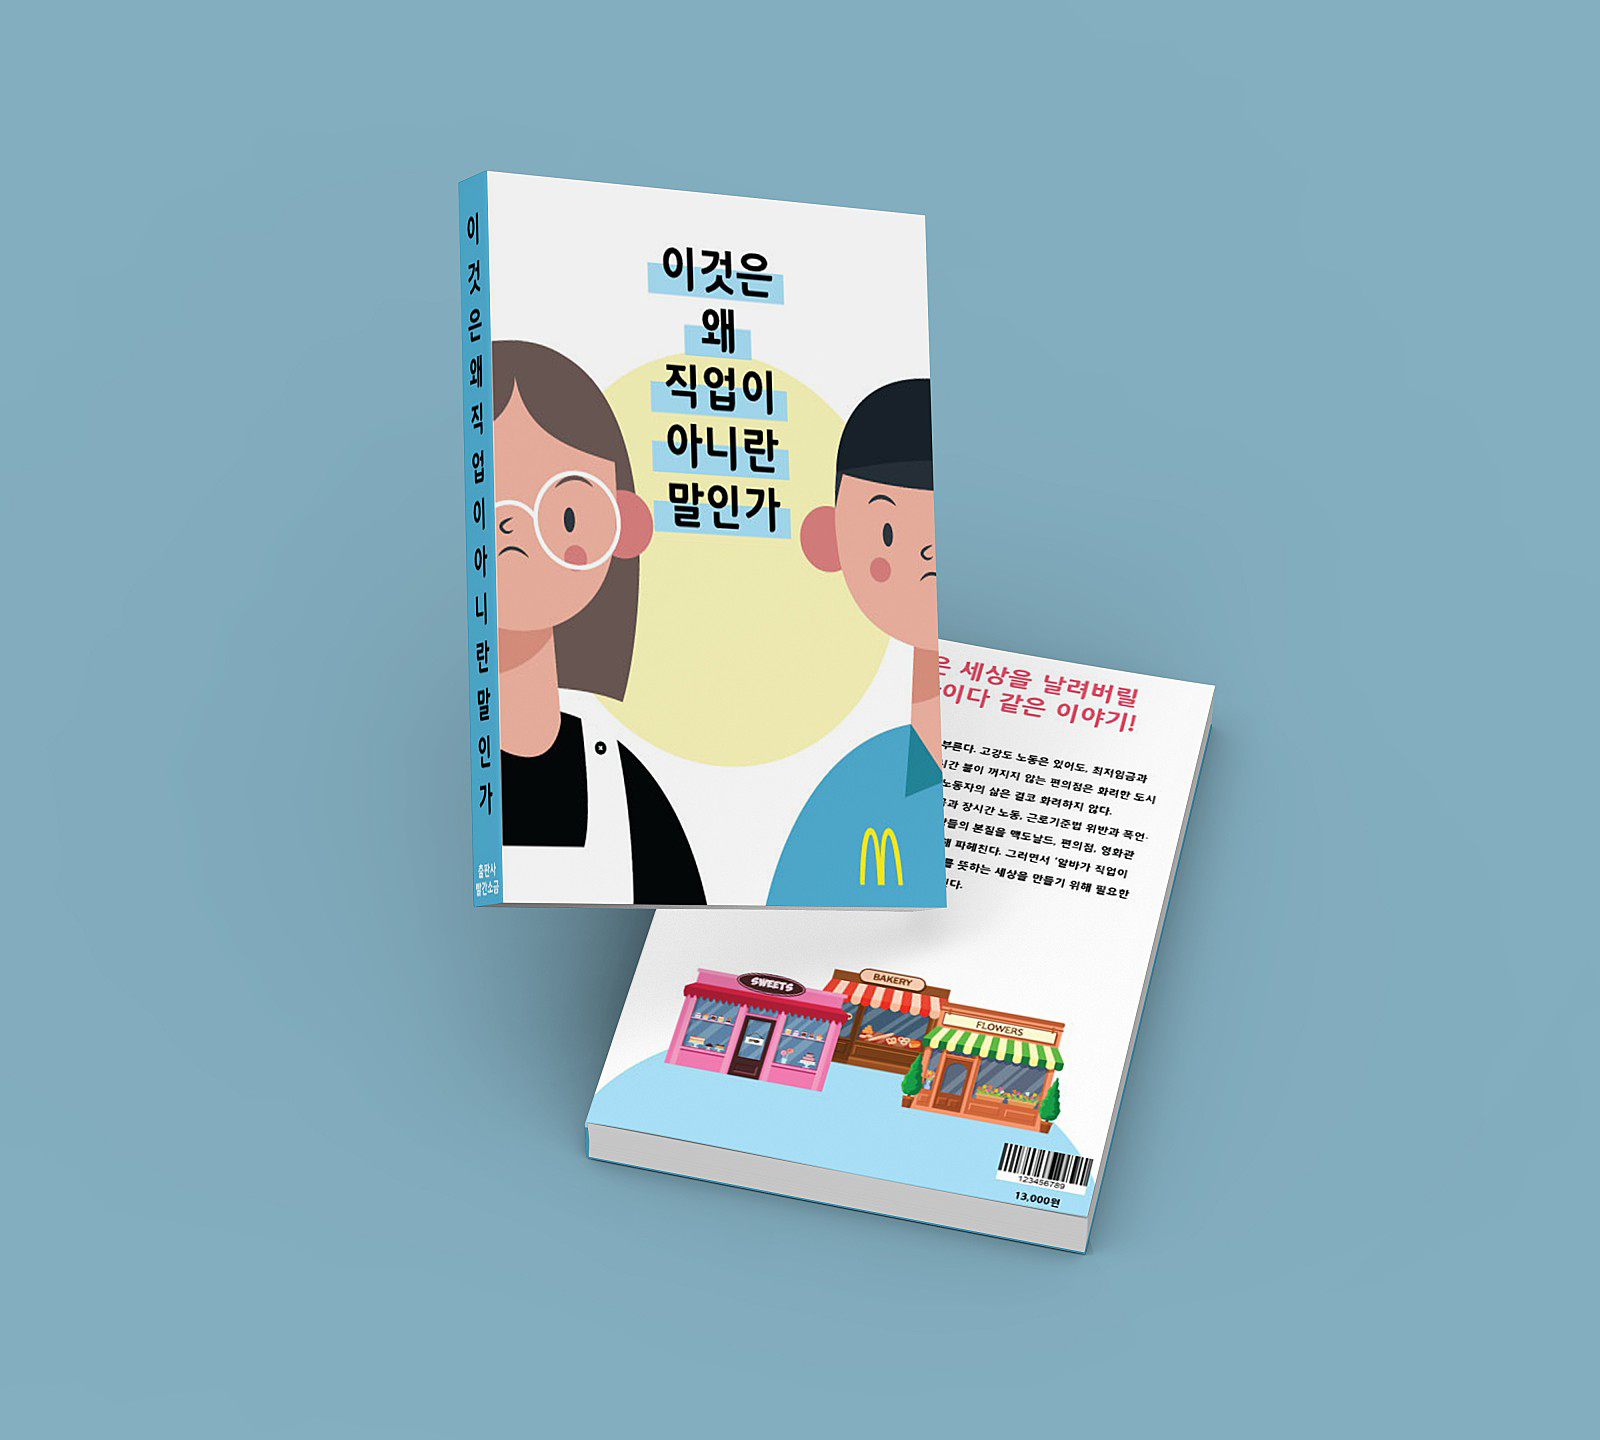 이것은
왜
직업이
아니란
말인가
이것은왜직업이아니란말인가
출판사
빨간소금
은 세상을 날려버릴
이다 같은 이야기!
부른다. 고강도 노동은 있어도, 최저임금과
시간 불이 꺼지지 않는 편의점은 화려한 도시
노동자의 삶은 결코 화려하지 않다.
과 장시간 노동, 근로기준법 위반과 폭언·
들의 본질을 맥도날드, 편의점, 영화관
해 파헤친다. 그러면서 '알바가 직업이
를 뜻하는 세상을 만들기 위해 필요한
다.
SWEETS
BAKERY
FLOWERS
123456789
13,000원